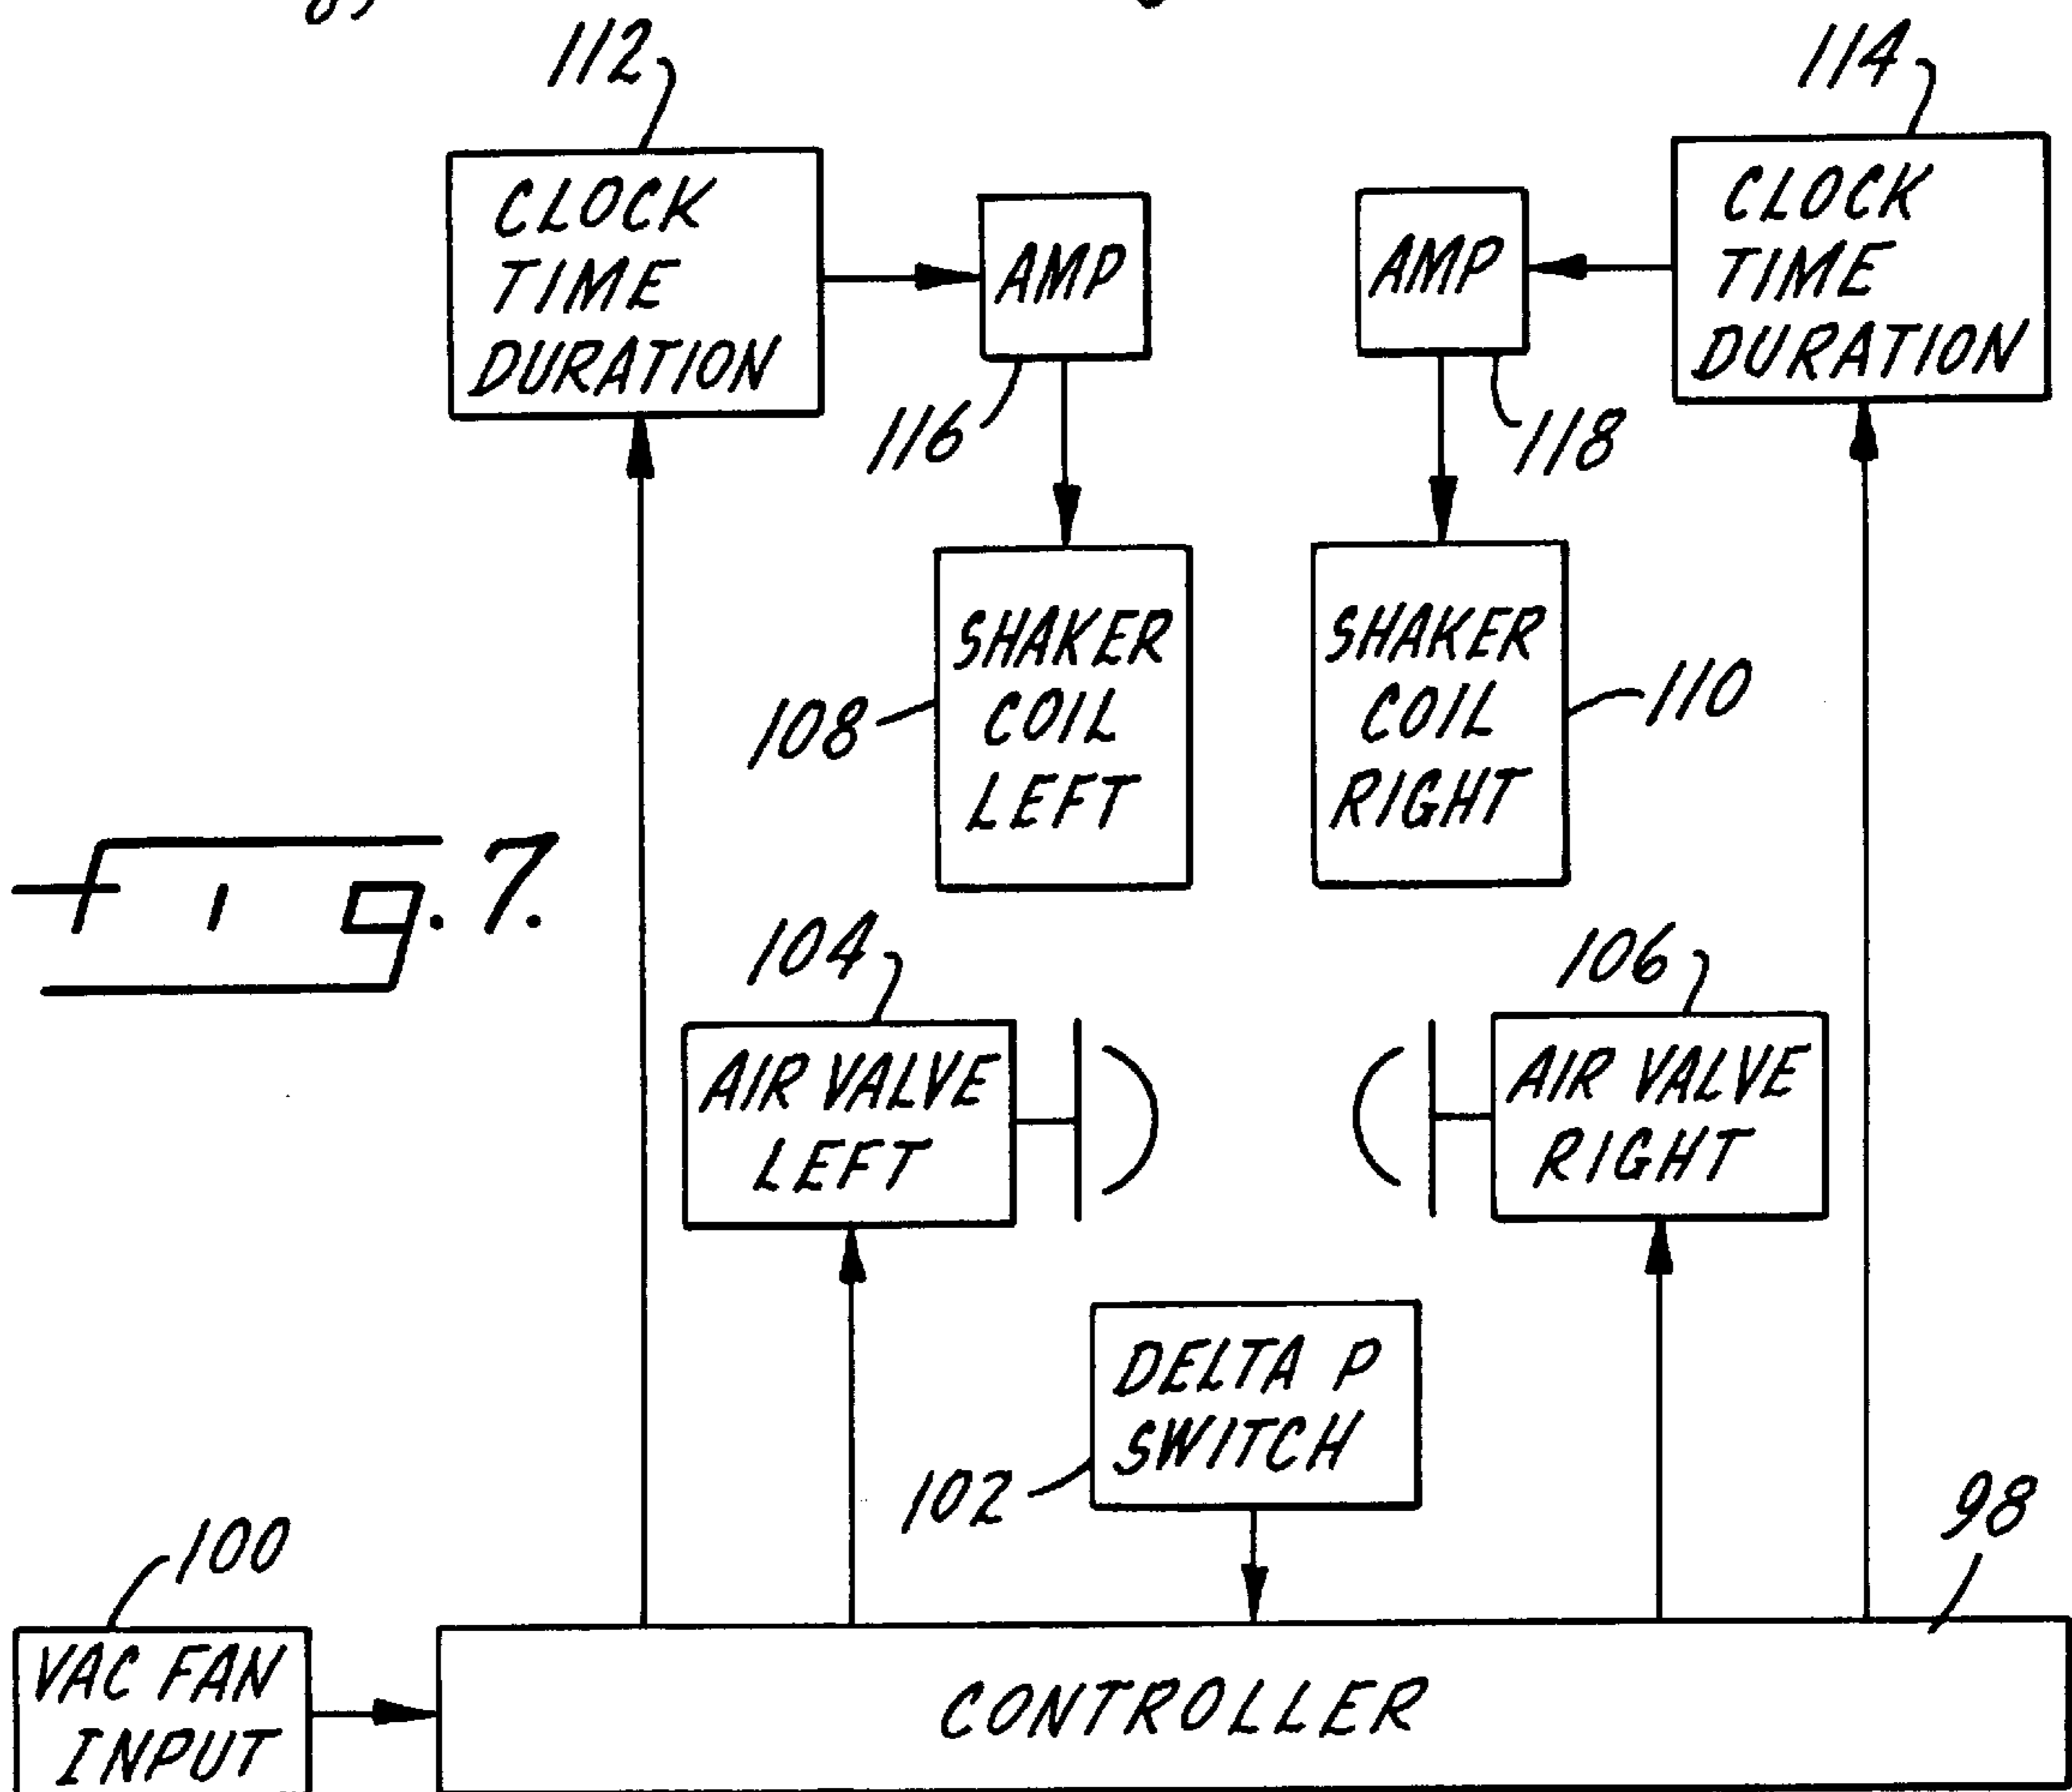 112
114
CLOCK
TIME
DURATION
AMP
AMP
CLOCK
TIME
DURATION
116
118
SHAKER
COIL
LEFT
SHAKER
COIL
RIGHT
108
110
fig. 7.
104
106
AIR VALVE
LEFT
AIR VALVE
RIGHT
DELTA P
SWITCH
102
98
100
VAC FAN
INPUT
CONTROLLER